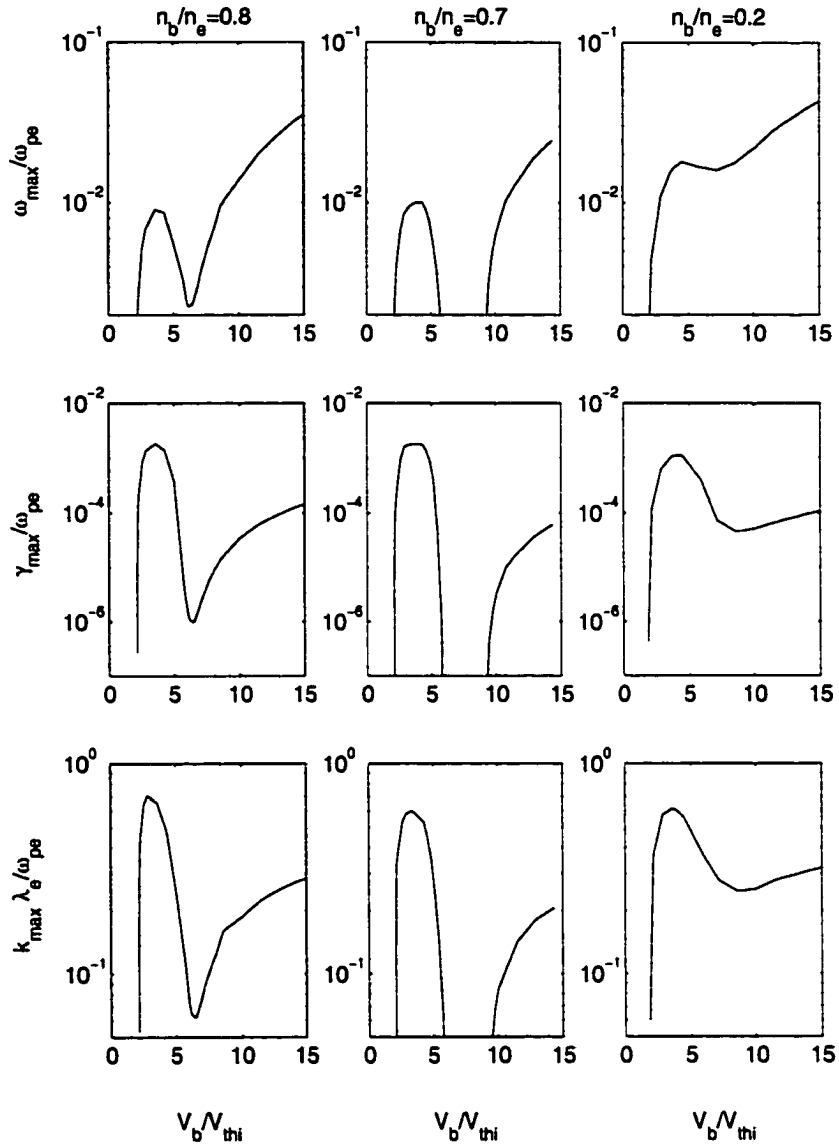 n_b/n_e=0.8 n_b/n_e=0.7 n_b/n_e=0.2
ω_max/ω_pe
10^-1 10^-2
0 5 10 15
10^-1 10^-2
0 5 10 15
10^-1 10^-2
0 5 10 15
γ_max/ω_pe
10^-2 10^-4 10^-6
0 5 10 15
10^-2 10^-4 10^-6
0 5 10 15
10^-2 10^-4 10^-6
0 5 10 15
k_max λ_e/ω_pe
10^0 10^-1
0 5 10 15
10^0 10^-1
0 5 10 15
10^0 10^-1
0 5 10 15
V_b/V_thi V_b/V_thi V_b/V_thi